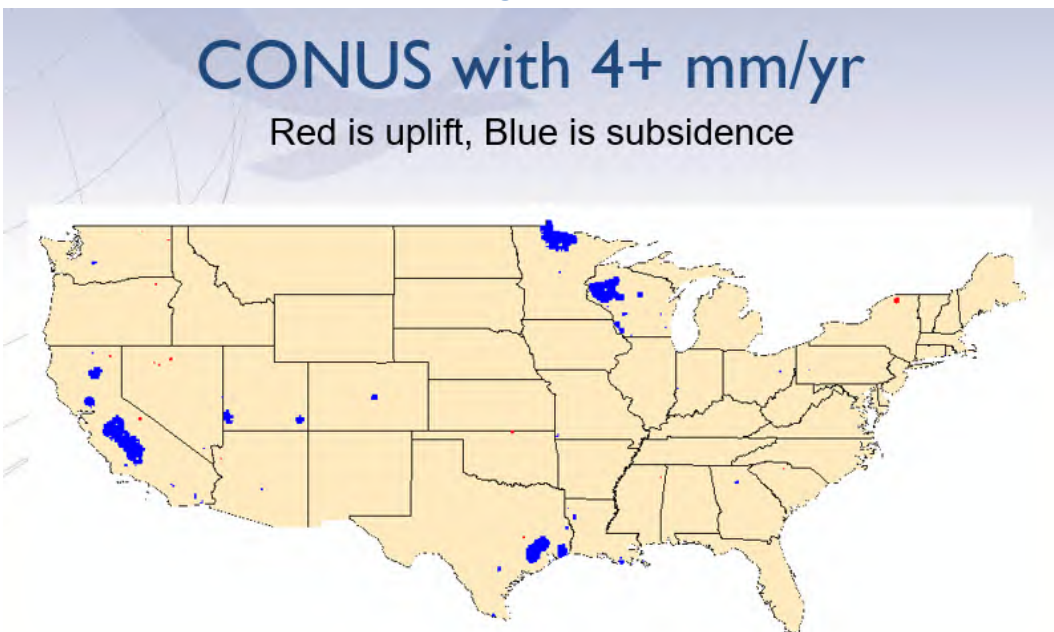 CONUS with 4+ mm/yr
Red is uplift, Blue is subsidence